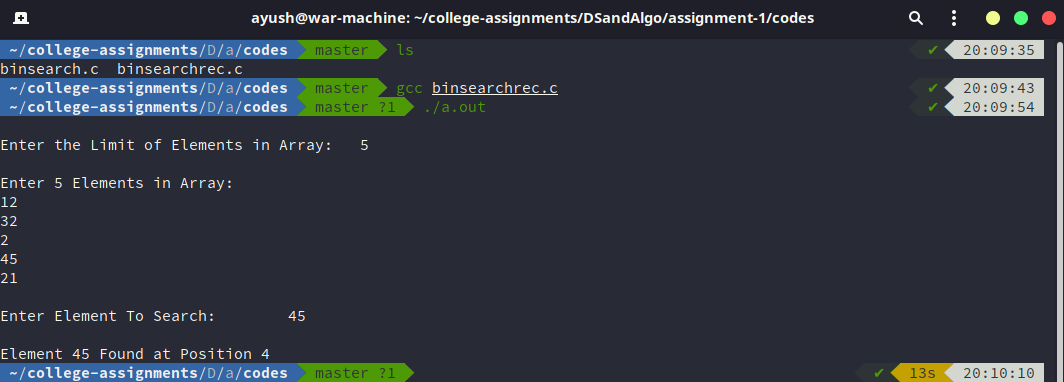 ayush@war-machine: ~/college-assignments/DSandAlgo/assignment-1/codes
~/college-assignments/D/a/codes master ls ✔ 20:09:35
binsearch.c binsearchrec.c
~/college-assignments/D/a/codes master gcc binsearchrec.c ✔ 20:09:43
~/college-assignments/D/a/codes master ?1 ./a.out ✔ 20:09:54
Enter the Limit of Elements in Array: 5
Enter 5 Elements in Array:
12
32
2
45
21
Enter Element To Search: 45
Element 45 Found at Position 4
~/college-assignments/D/a/codes master ?1 ✔ 13s 20:10:10